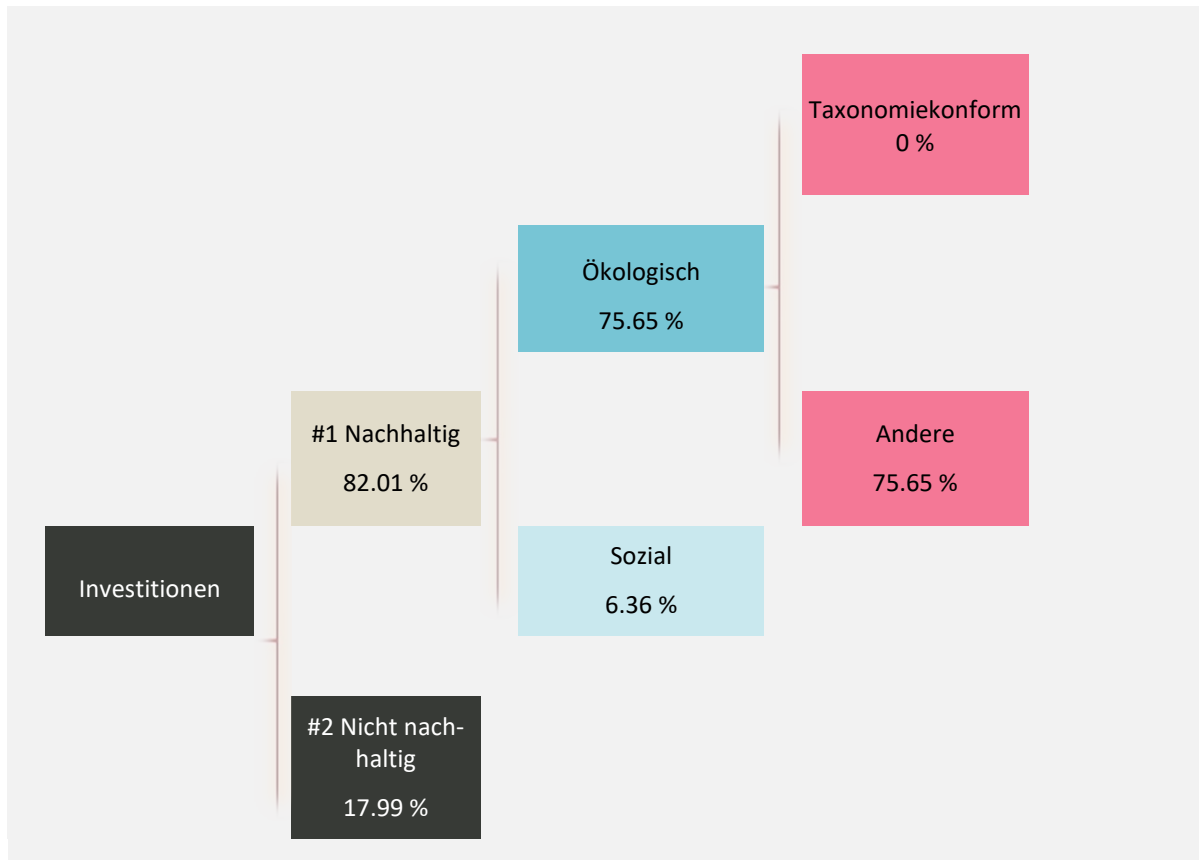 Taxonomiekonform
0 %
Ökologisch
75.65 %
#1 Nachhaltig
82.01 %
Andere
75.65 %
Investitionen
Sozial
6.36 %
#2 Nicht nach-
haltig
17.99 %